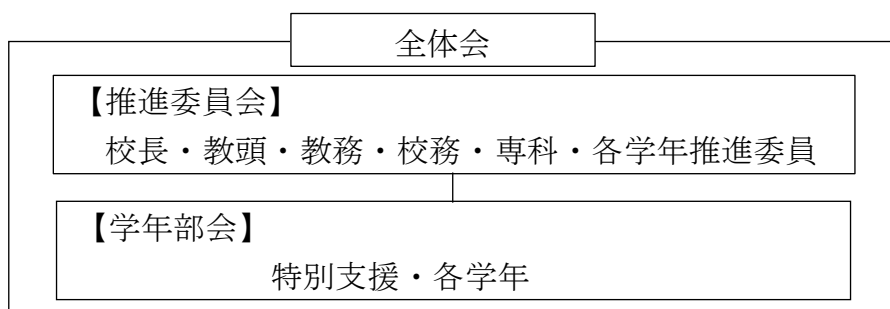 全体会
【推進委員会】
校長・教頭・教務・校務・専科・各学年推進委員
【学年部会】
特別支援・各学年